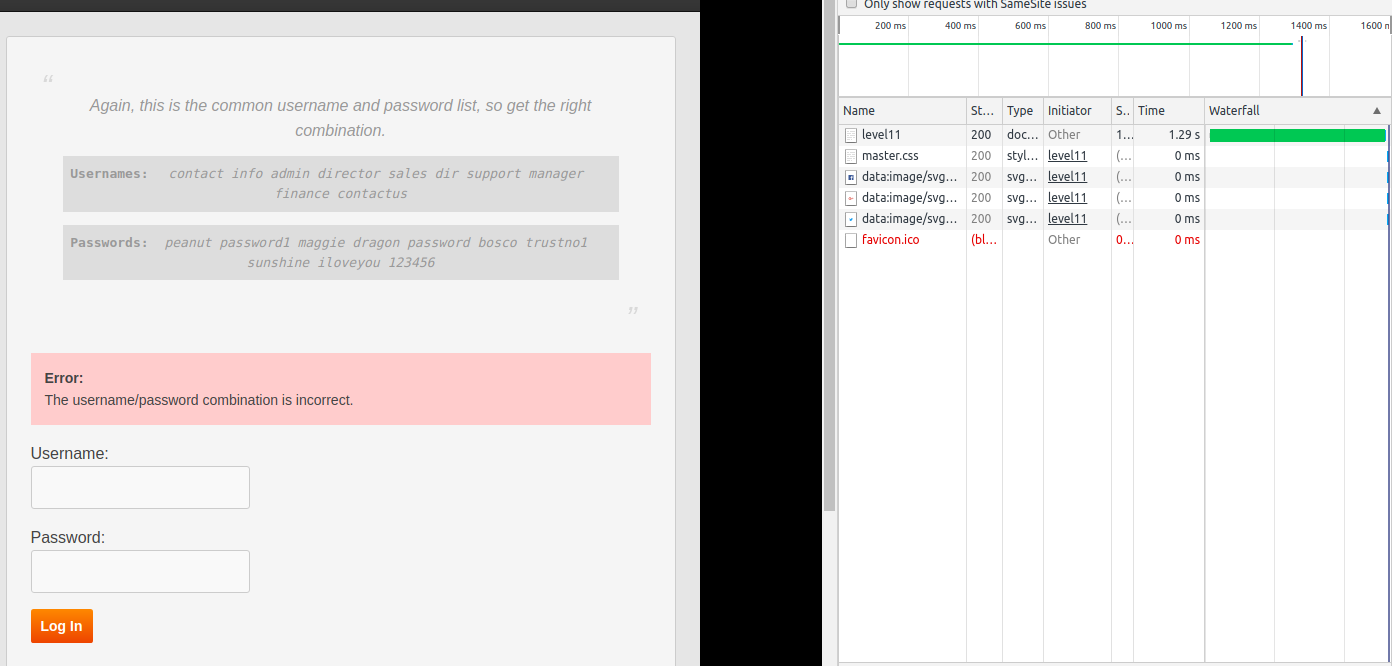 “
Again, this is the common username and password list, so get the right
combination.
Usernames: contact info admin director sales dir support manager
finance contactus
Passwords: peanut password1 maggie dragon password bosco trustno1
sunshine iloveyou 123456
”
Error:
The username/password combination is incorrect.
Username:
Password:
Log In
Only show requests with SameSite issues
200 ms 400 ms 600 ms 800 ms 1000 ms 1200 ms 1400 ms 1600 n
Name St... Type Initiator S.. Time Waterfall ▲
level11 200 doc... Other 1... 1.29 s
master.css 200 styl... level11 (... 0 ms
data:image/svg... 200 svg... level11 (... 0 ms
data:image/svg... 200 svg... level11 (... 0 ms
data:image/svg... 200 svg... level11 (... 0 ms
favicon.ico (bl... Other 0... 0 ms